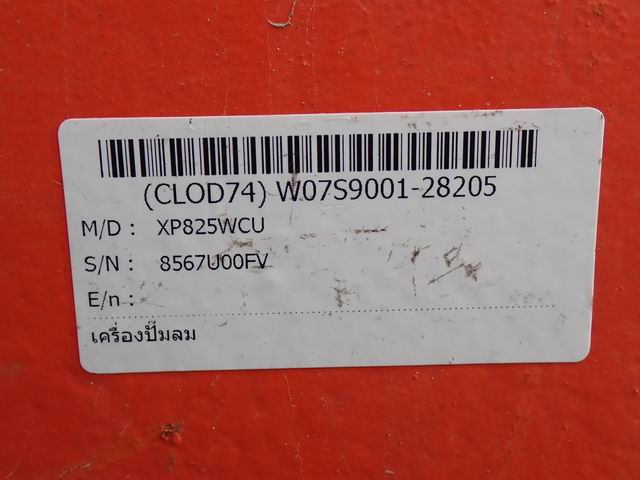 (CLOD74) W07S9001-28205
M/D : XP825WCU
S/N : 8567U00FV
E/n :
เครื่องปั๊มลม